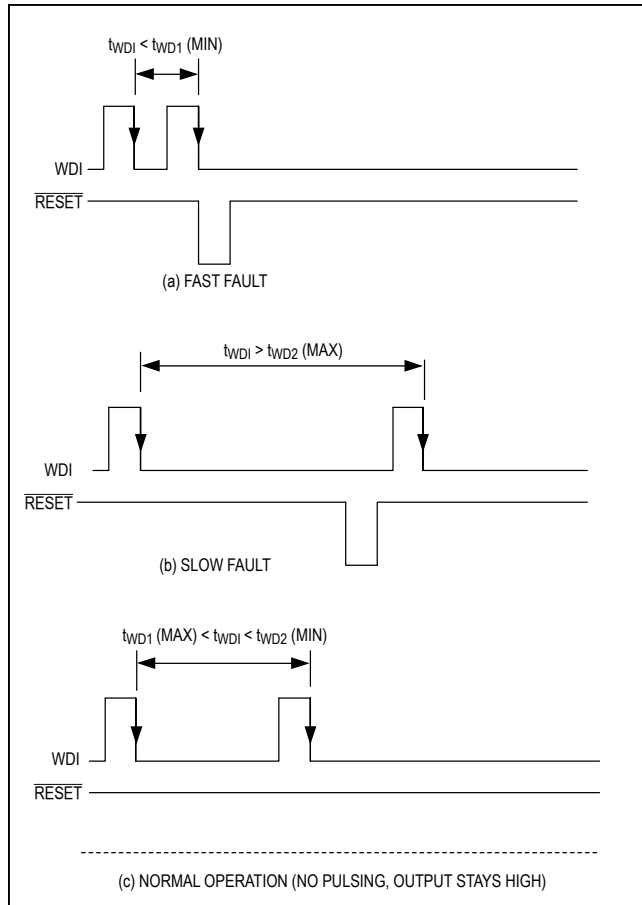 tWDI < tWD1 (MIN)
WDI
RESET
(a) FAST FAULT
tWDI > tWD2 (MAX)
WDI
RESET
(b) SLOW FAULT
tWD1 (MAX) < tWDI < tWD2 (MIN)
WDI
RESET
(c) NORMAL OPERATION (NO PULSING, OUTPUT STAYS HIGH)